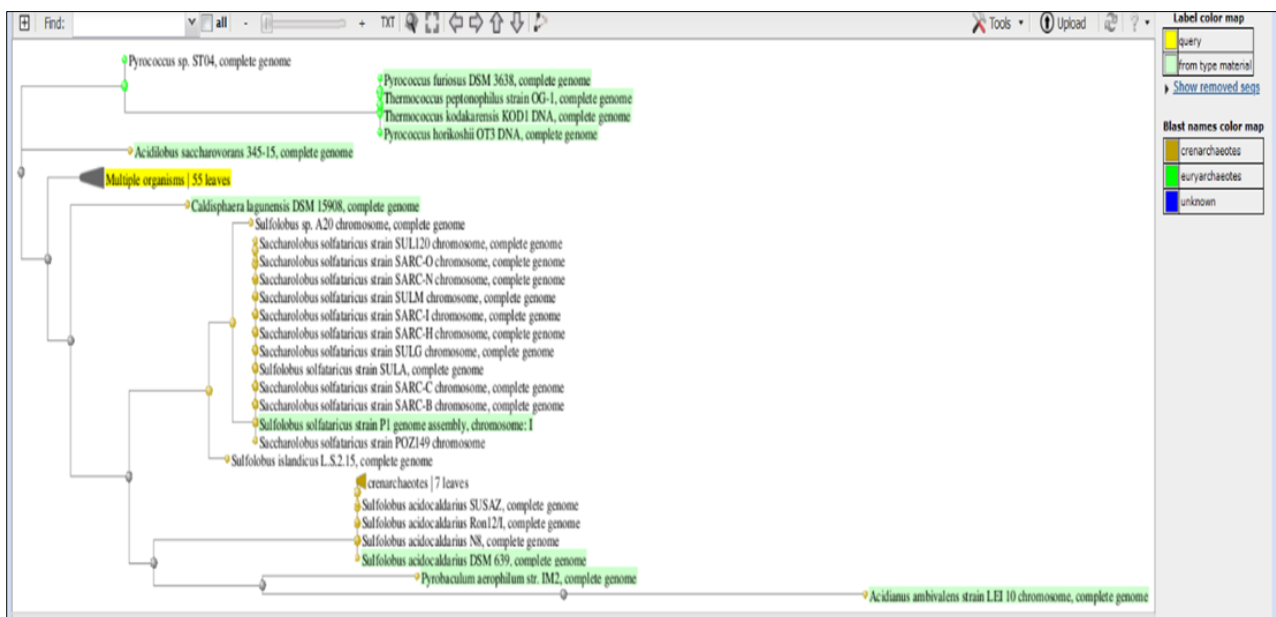 Find:
all
-
+
TXT
Tools
Upload
?
Label color map
query
from type material
Show removed seqs
Blast names color map
crenarchaeotes
euryarchaeotes
unknown
Pyrococcus sp. ST04, complete genome
Pyrococcus furiosus DSM 3638, complete genome
Thermococcus peptonophilus strain OG-1, complete genome
Thermococcus kodakarensis KOD1 DNA, complete genome
Pyrococcus horikoshii OT3 DNA, complete genome
Acidilobus saccharovorans 345-15, complete genome
Multiple organisms | 55 leaves
Caldisphaera lagunensis DSM 15908, complete genome
Sulfolobus sp. A20 chromosome, complete genome
Saccharolobus solfataricus strain SUL120 chromosome, complete genome
Saccharolobus solfataricus strain SARC-O chromosome, complete genome
Saccharolobus solfataricus strain SARC-N chromosome, complete genome
Saccharolobus solfataricus strain SULM chromosome, complete genome
Saccharolobus solfataricus strain SARC-I chromosome, complete genome
Saccharolobus solfataricus strain SARC-H chromosome, complete genome
Saccharolobus solfataricus strain SULG chromosome, complete genome
Sulfolobus solfataricus strain SULA, complete genome
Saccharolobus solfataricus strain SARC-C chromosome, complete genome
Saccharolobus solfataricus strain SARC-B chromosome, complete genome
Sulfolobus solfataricus strain P1 genome assembly, chromosome: I
Saccharolobus solfataricus strain POZ149 chromosome
Sulfolobus islandicus L.S.2.15, complete genome
crenarchaeotes | 7 leaves
Sulfolobus acidocaldarius SUSAZ, complete genome
Sulfolobus acidocaldarius Ron12/I, complete genome
Sulfolobus acidocaldarius N8, complete genome
Sulfolobus acidocaldarius DSM 639, complete genome
Pyrobaculum aerophilum str. IM2, complete genome
Acidianus ambivalens strain LEI 10 chromosome, complete genome